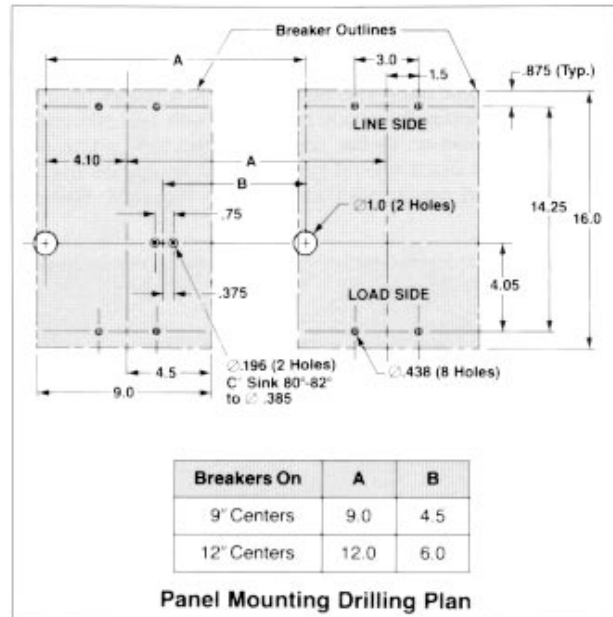 Breaker Outlines
A
3.0
1.5
.875 (Typ.)
LINE SIDE
4.10
A
B
.75
∅1.0 (2 Holes)
14.25
16.0
4.05
.375
LOAD SIDE
4.5
9.0
∅.196 (2 Holes)
C' Sink 80°-82°
to ∅ .385
∅.438 (8 Holes)
Breakers On A B
9" Centers 9.0 4.5
12" Centers 12.0 6.0
Panel Mounting Drilling Plan